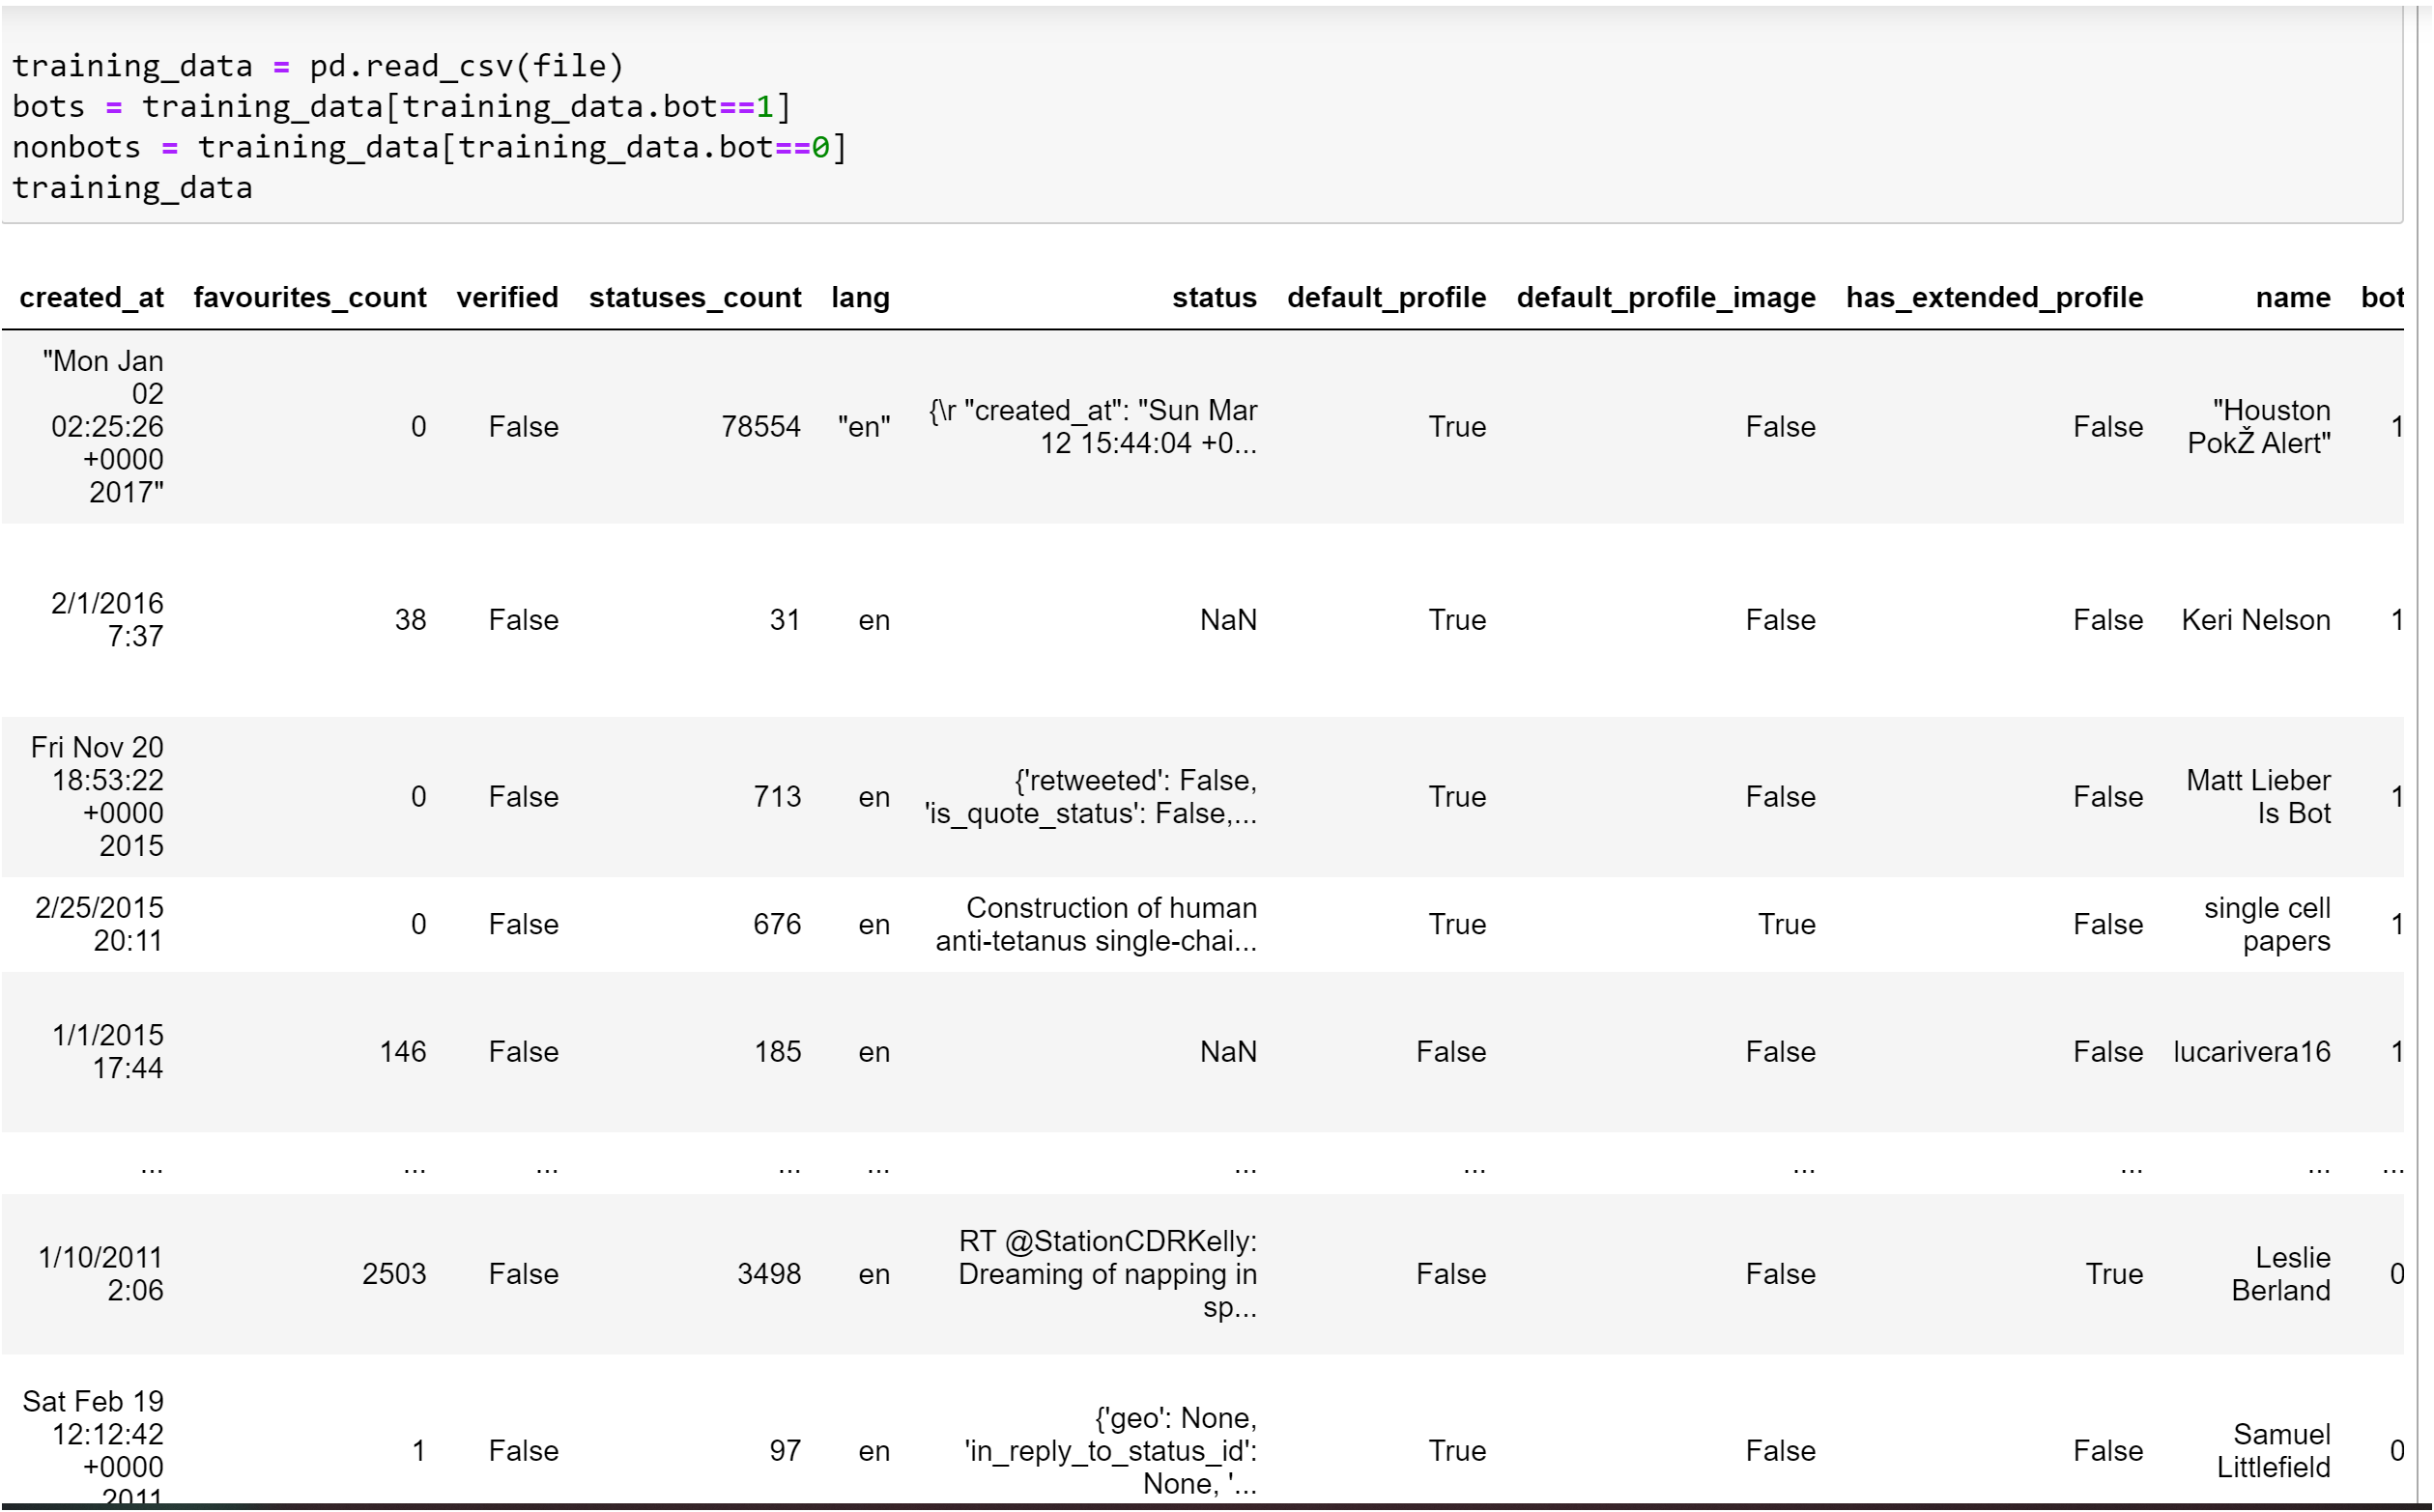 training_data = pd.read_csv(file)
bots = training_data[training_data.bot==1]
nonbots = training_data[training_data.bot==0]
training_data
created_at favourites_count verified statuses_count lang status default_profile default_profile_image has_extended_profile name bot
"Mon Jan
02
02:25:26
+0000
2017"
0 False 78554 "en"
{\r "created_at": "Sun Mar
12 15:44:04 +0...
True False False
"Houston
PokŽ Alert"
1
2/1/2016
7:37
38 False 31 en NaN True False False Keri Nelson 1
Fri Nov 20
18:53:22
+0000
2015
0 False 713 en
{'retweeted': False,
'is_quote_status': False,...
True False False
Matt Lieber
Is Bot
1
2/25/2015
20:11
0 False 676 en
Construction of human
anti-tetanus single-chai...
True True False
single cell
papers
1
1/1/2015
17:44
146 False 185 en NaN False False False lucarivera16 1
... ... ... ... ... ... ... ... ... ... ...
1/10/2011
2:06
2503 False 3498 en
RT @StationCDRKelly:
Dreaming of napping in
sp...
False False True
Leslie
Berland
0
Sat Feb 19
12:12:42
+0000
2011
1 False 97 en
{'geo': None,
'in_reply_to_status_id':
None, '...
True False False
Samuel
Littlefield
0